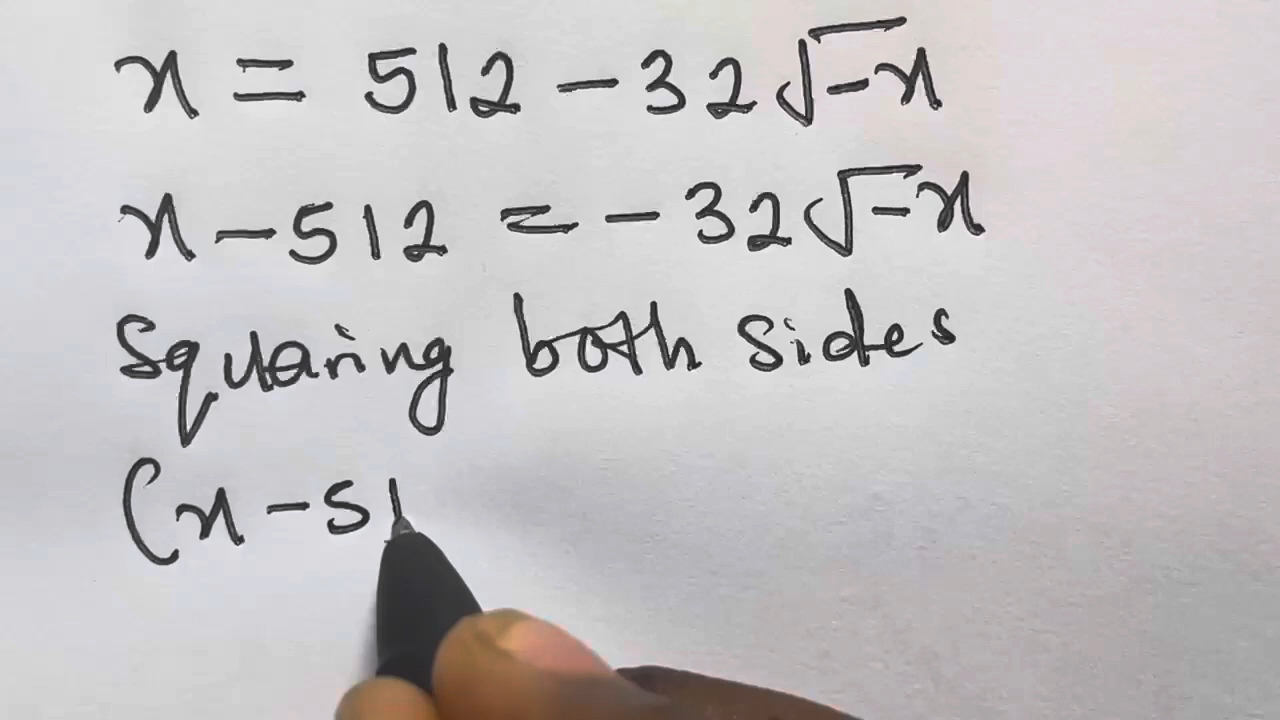 x = 512 - 32√-x
x - 512 = - 32√-x
Squaring both sides
(x - 51